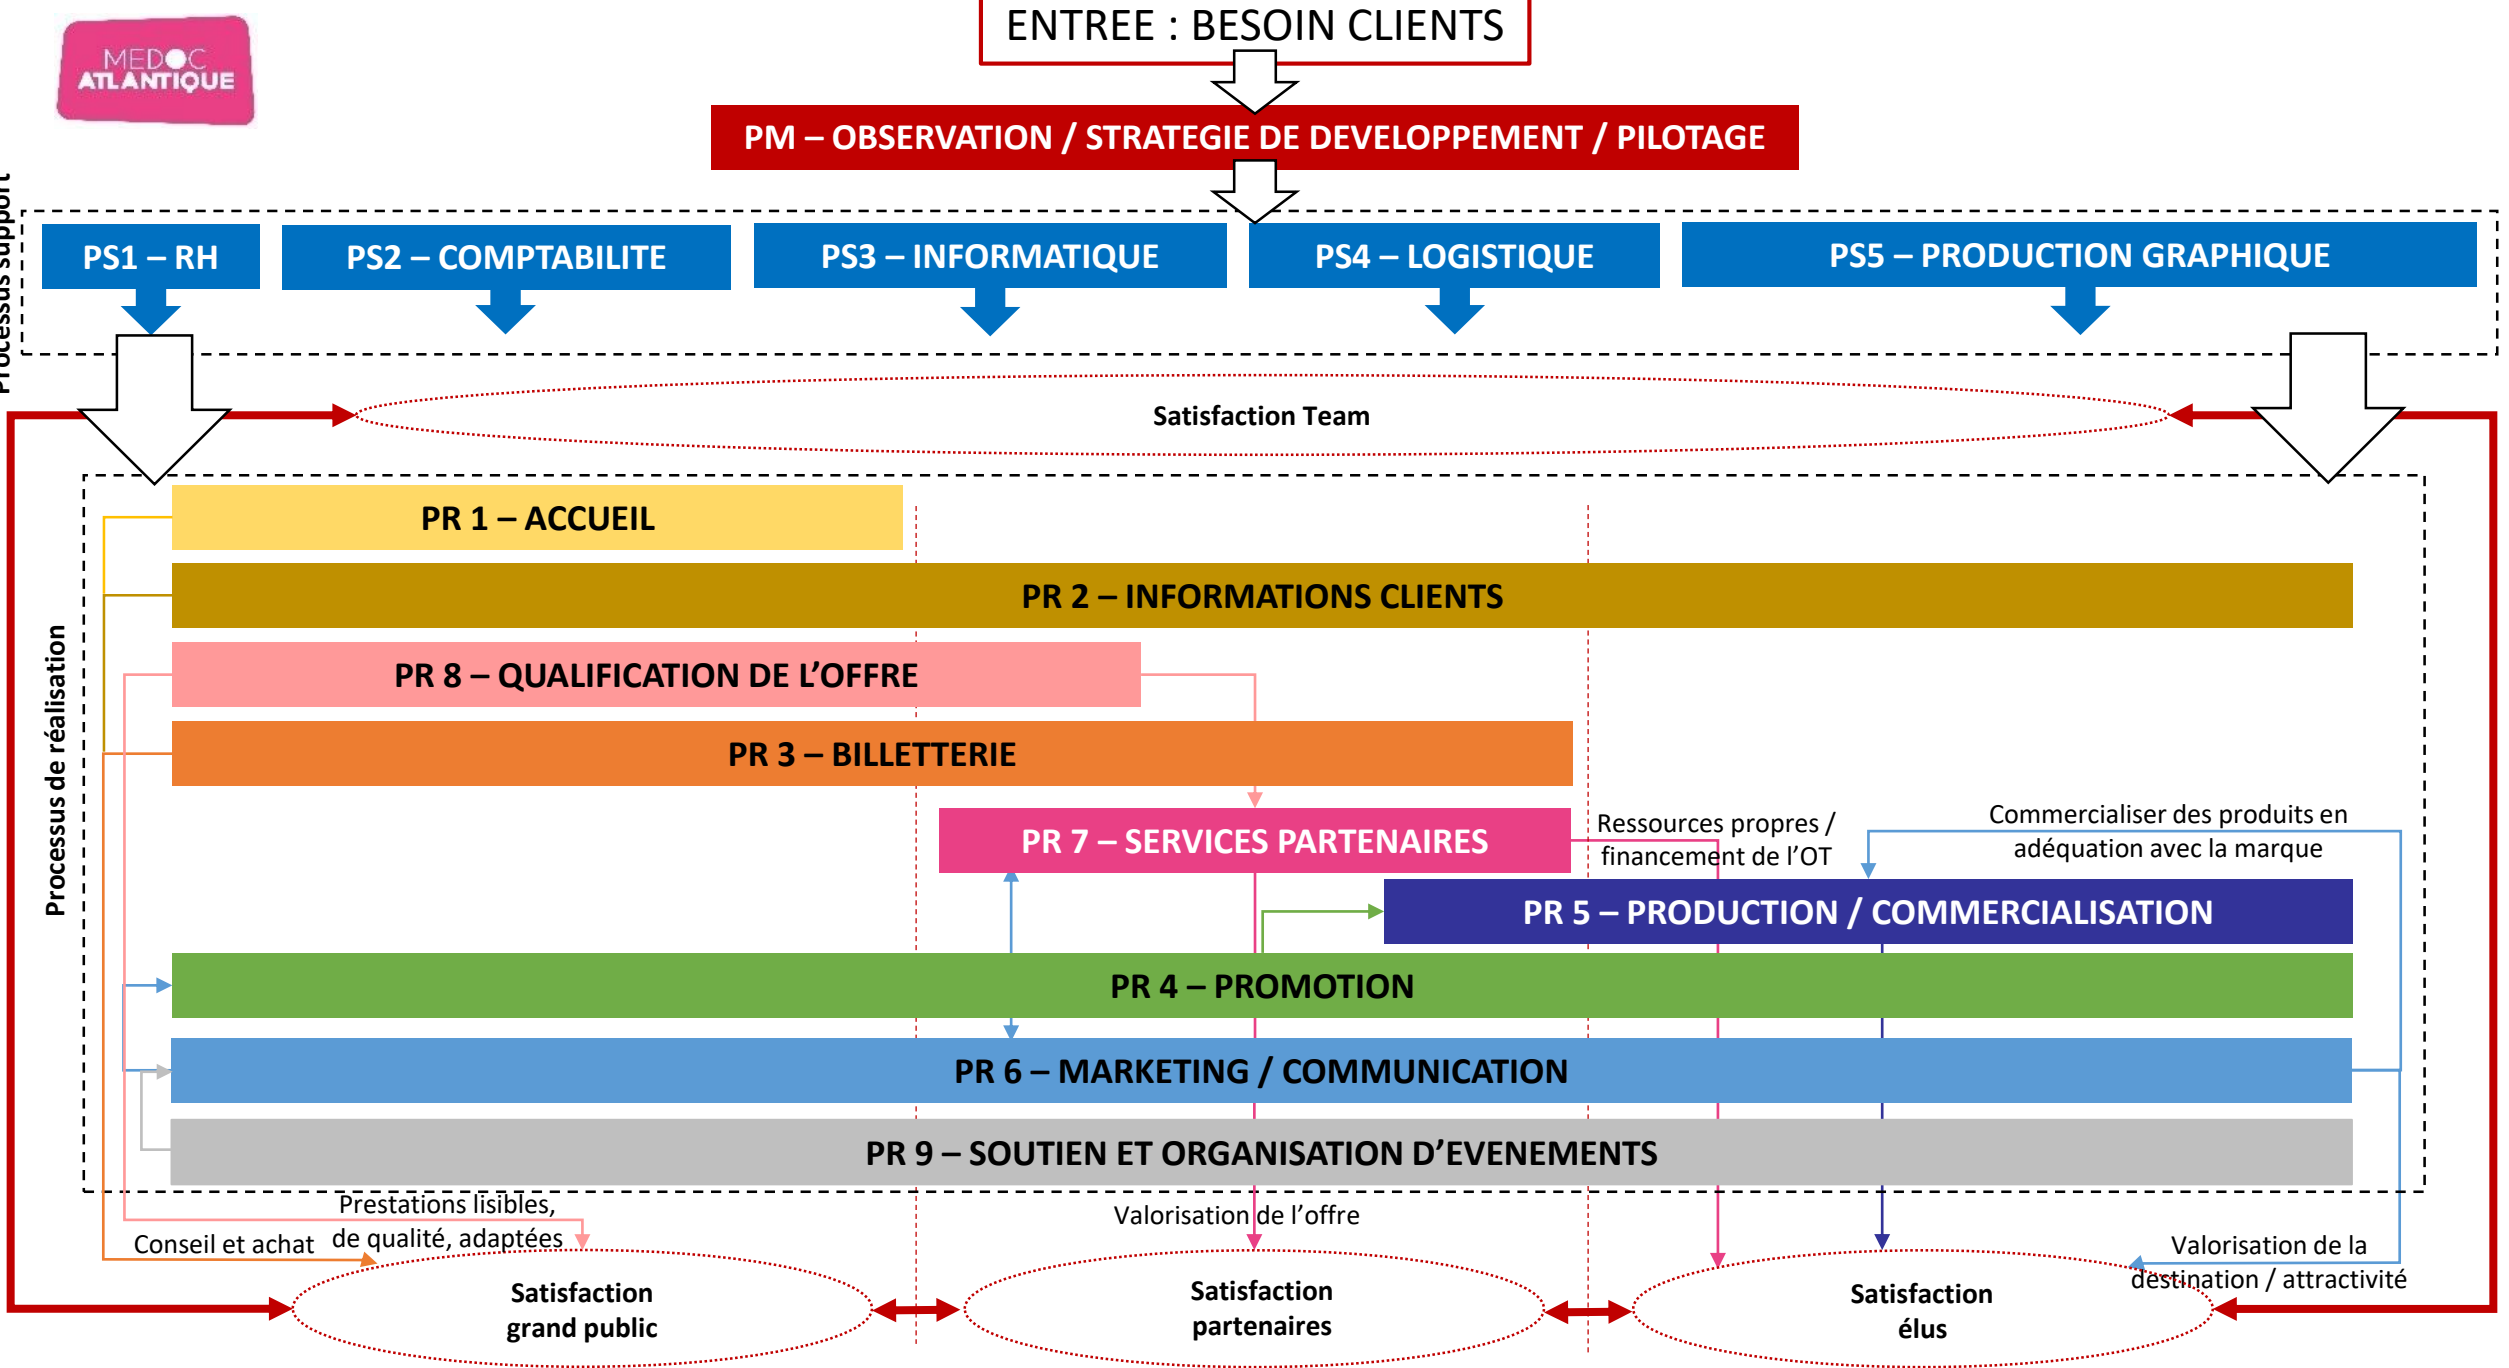 ENTREE : BESOIN CLIENTS
MEDOC
ATLANTIQUE
PM – OBSERVATION / STRATEGIE DE DEVELOPPEMENT / PILOTAGE
Processus support
PS1 – RH
PS2 – COMPTABILITE
PS3 – INFORMATIQUE
PS4 – LOGISTIQUE
PS5 – PRODUCTION GRAPHIQUE
Satisfaction Team
Processus de réalisation
PR 1 – ACCUEIL
PR 2 – INFORMATIONS CLIENTS
PR 8 – QUALIFICATION DE L’OFFRE
PR 3 – BILLETTERIE
PR 7 – SERVICES PARTENAIRES
Ressources propres /
financement de l’OT
Commercialiser des produits en
adéquation avec la marque
PR 5 – PRODUCTION / COMMERCIALISATION
PR 4 – PROMOTION
PR 6 – MARKETING / COMMUNICATION
PR 9 – SOUTIEN ET ORGANISATION D’EVENEMENTS
Prestations lisibles,
de qualité, adaptées
Conseil et achat
Valorisation de l’offre
Valorisation de la
destination / attractivité
Satisfaction
grand public
Satisfaction
partenaires
Satisfaction
élus